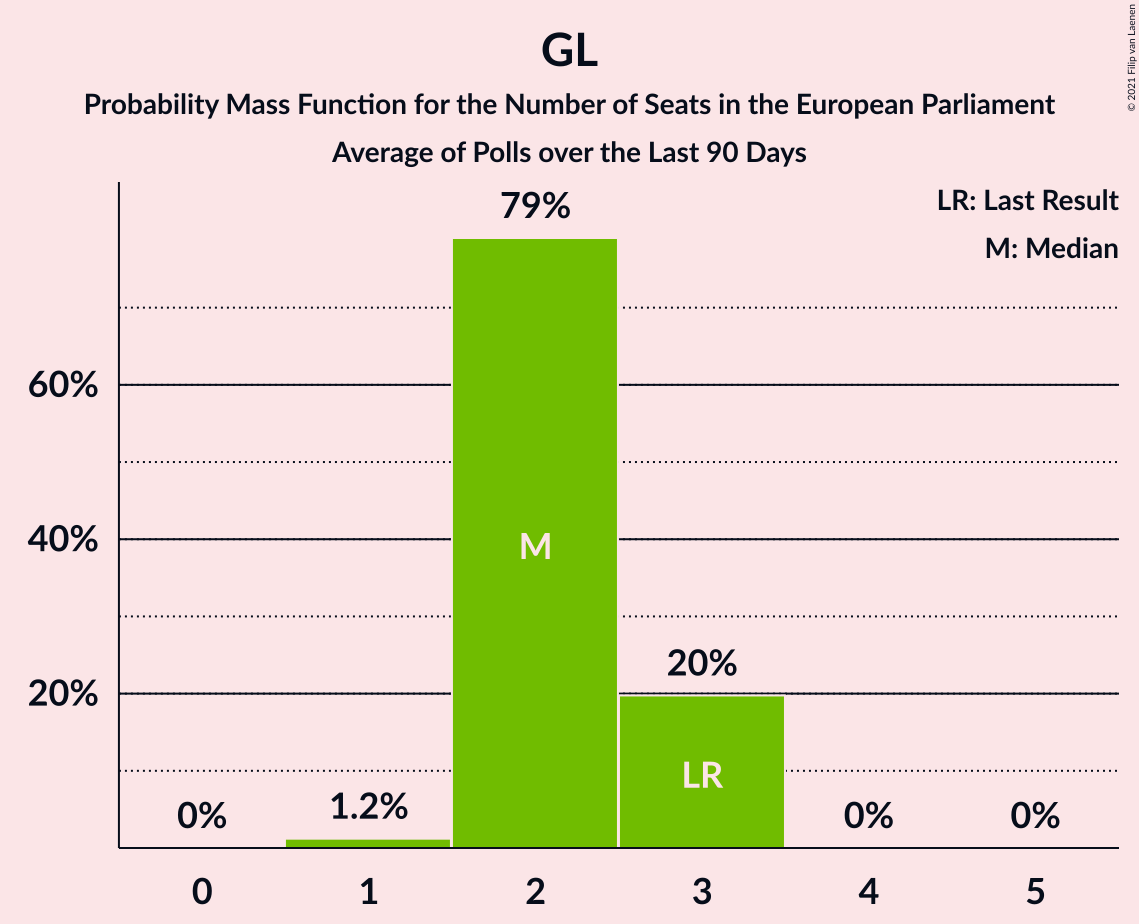 GL
Probability Mass Function for the Number of Seats in the European Parliament
Average of Polls over the Last 90 Days
© 2021 Filip van Laenen
LR: Last Result
M: Median
79%
60%
40%
20%
M
20%
LR
0%
1.2%
0%
0%
0 1 2 3 4 5